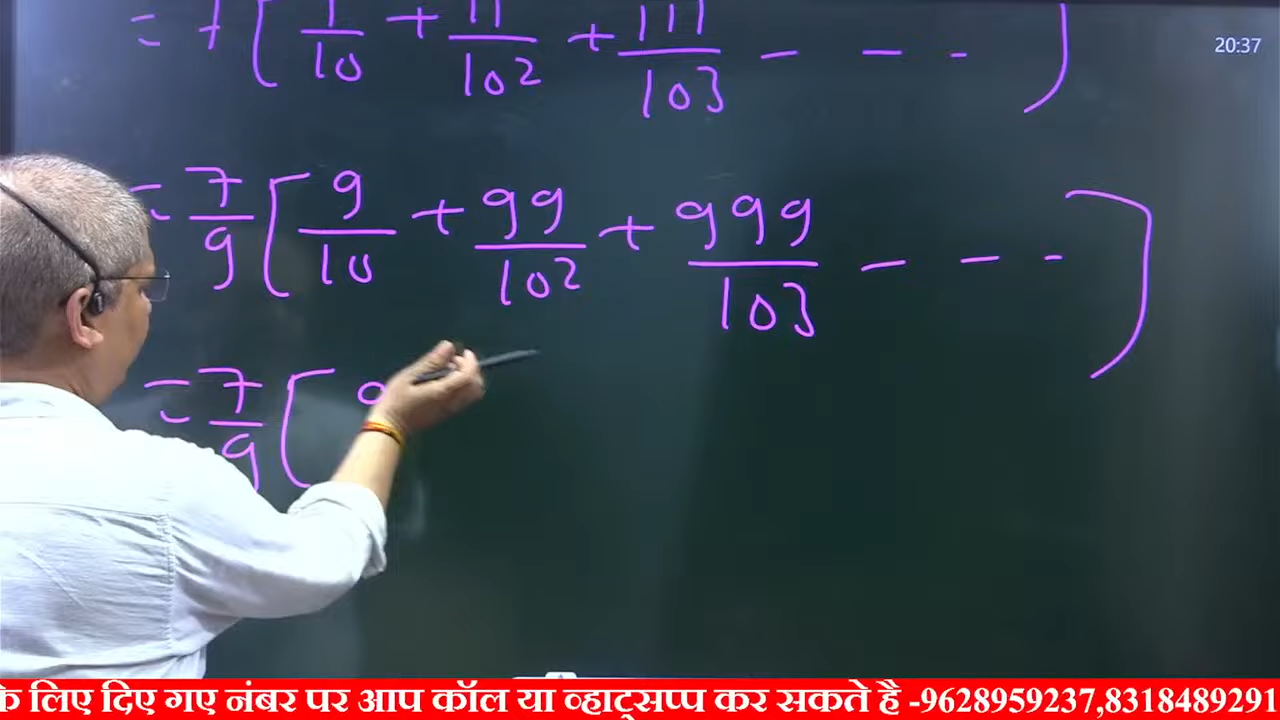 20:37
= 7 [ 1/10 + 11/10² + 111/10³ - - - ]
= 7/9 [ 9/10 + 99/10² + 999/10³ - - - ]
= 7/9 [ 9
के लिए दिए गए नंबर पर आप कॉल या व्हाट्सप्प कर सकते है -9628959237,8318489291